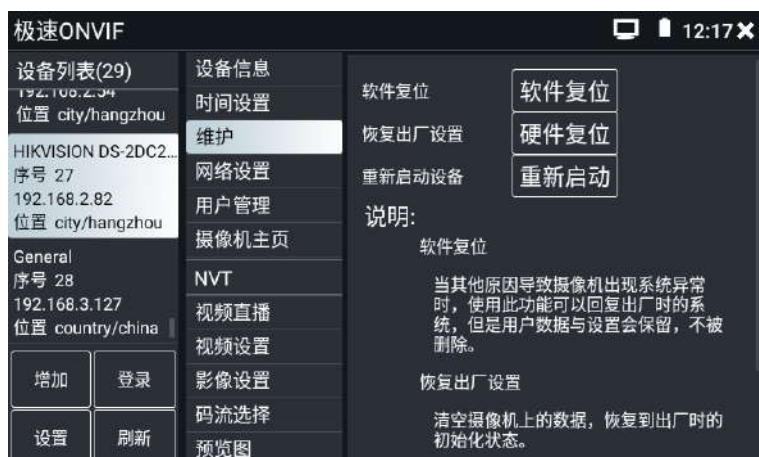 极速ONVIF
12:17
设备列表(29)
192.168.2.54
位置 city/hangzhou
HIKVISION DS-2DC2...
序号 27
192.168.2.82
位置 city/hangzhou
General
序号 28
192.168.3.127
位置 country/china
增加
登录
设置
刷新
设备信息
时间设置
维护
网络设置
用户管理
摄像机主页
NVT
视频直播
视频设置
影像设置
码流选择
预览图
软件复位
软件复位
恢复出厂设置
硬件复位
重新启动设备
重新启动
说明:
软件复位
当其他原因导致摄像机出现系统异常
时，使用此功能可以回复出厂时的系
统，但是用户数据与设置会保留，不被
删除。
恢复出厂设置
清空摄像机上的数据，恢复到出厂时的
初始化状态。